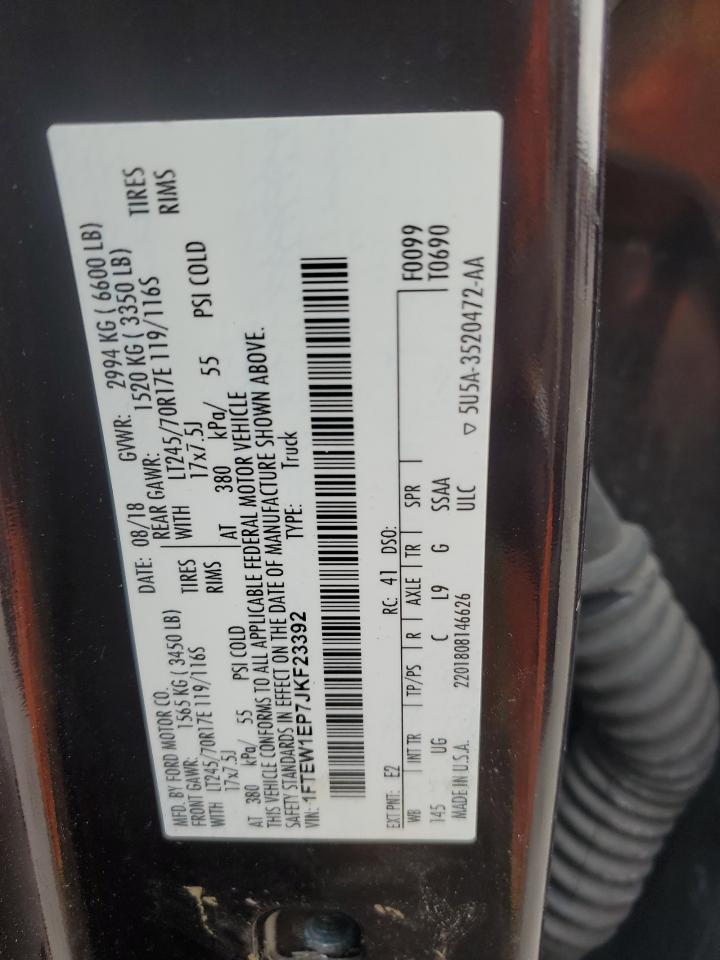 MFD. BY FORD MOTOR CO.
DATE: 08/18 GVWR: 2994 KG ( 6600 LB)
FRONT GAWR: 1565 KG ( 3450 LB) REAR GAWR: 1520 KG ( 3350 LB)
WITH LT245/70R17E 119/116S TIRES WITH LT245/70R17E 119/116S TIRES
17x7.5J RIMS 17x7.5J RIMS
AT 380 kPa/ 55 PSI COLD AT 380 kPa/ 55 PSI COLD
THIS VEHICLE CONFORMS TO ALL APPLICABLE FEDERAL MOTOR VEHICLE
SAFETY STANDARDS IN EFFECT ON THE DATE OF MANUFACTURE SHOWN ABOVE.
VIN: 1FTEW1EP7JKF23392 TYPE: Truck
EXT PNT: E2 RC: 41 DSO: F0099
WB INT TR TP/PS R AXLE TR SPR T0690
145 UG C L9 G SSAA
MADE IN U.S.A. 2201808146626 ULC ▽ 5U5A-3520472-AA